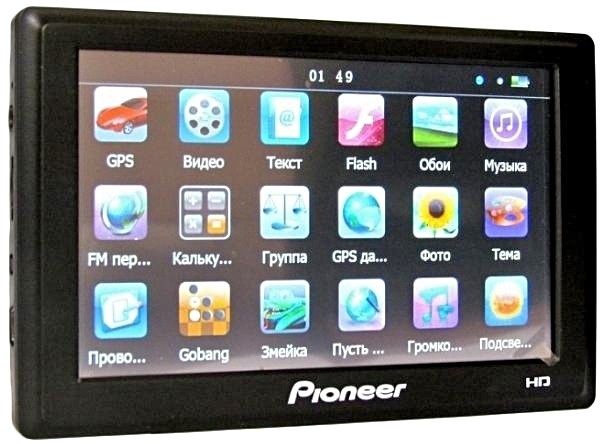 01 49
GPS Видео Текст Flash Обои Музыка
FM пер... Кальку... Группа GPS да... Фото Тема
Прово... Gobang Змейка Пусть ... Громко... Подсве...
Pioneer HD